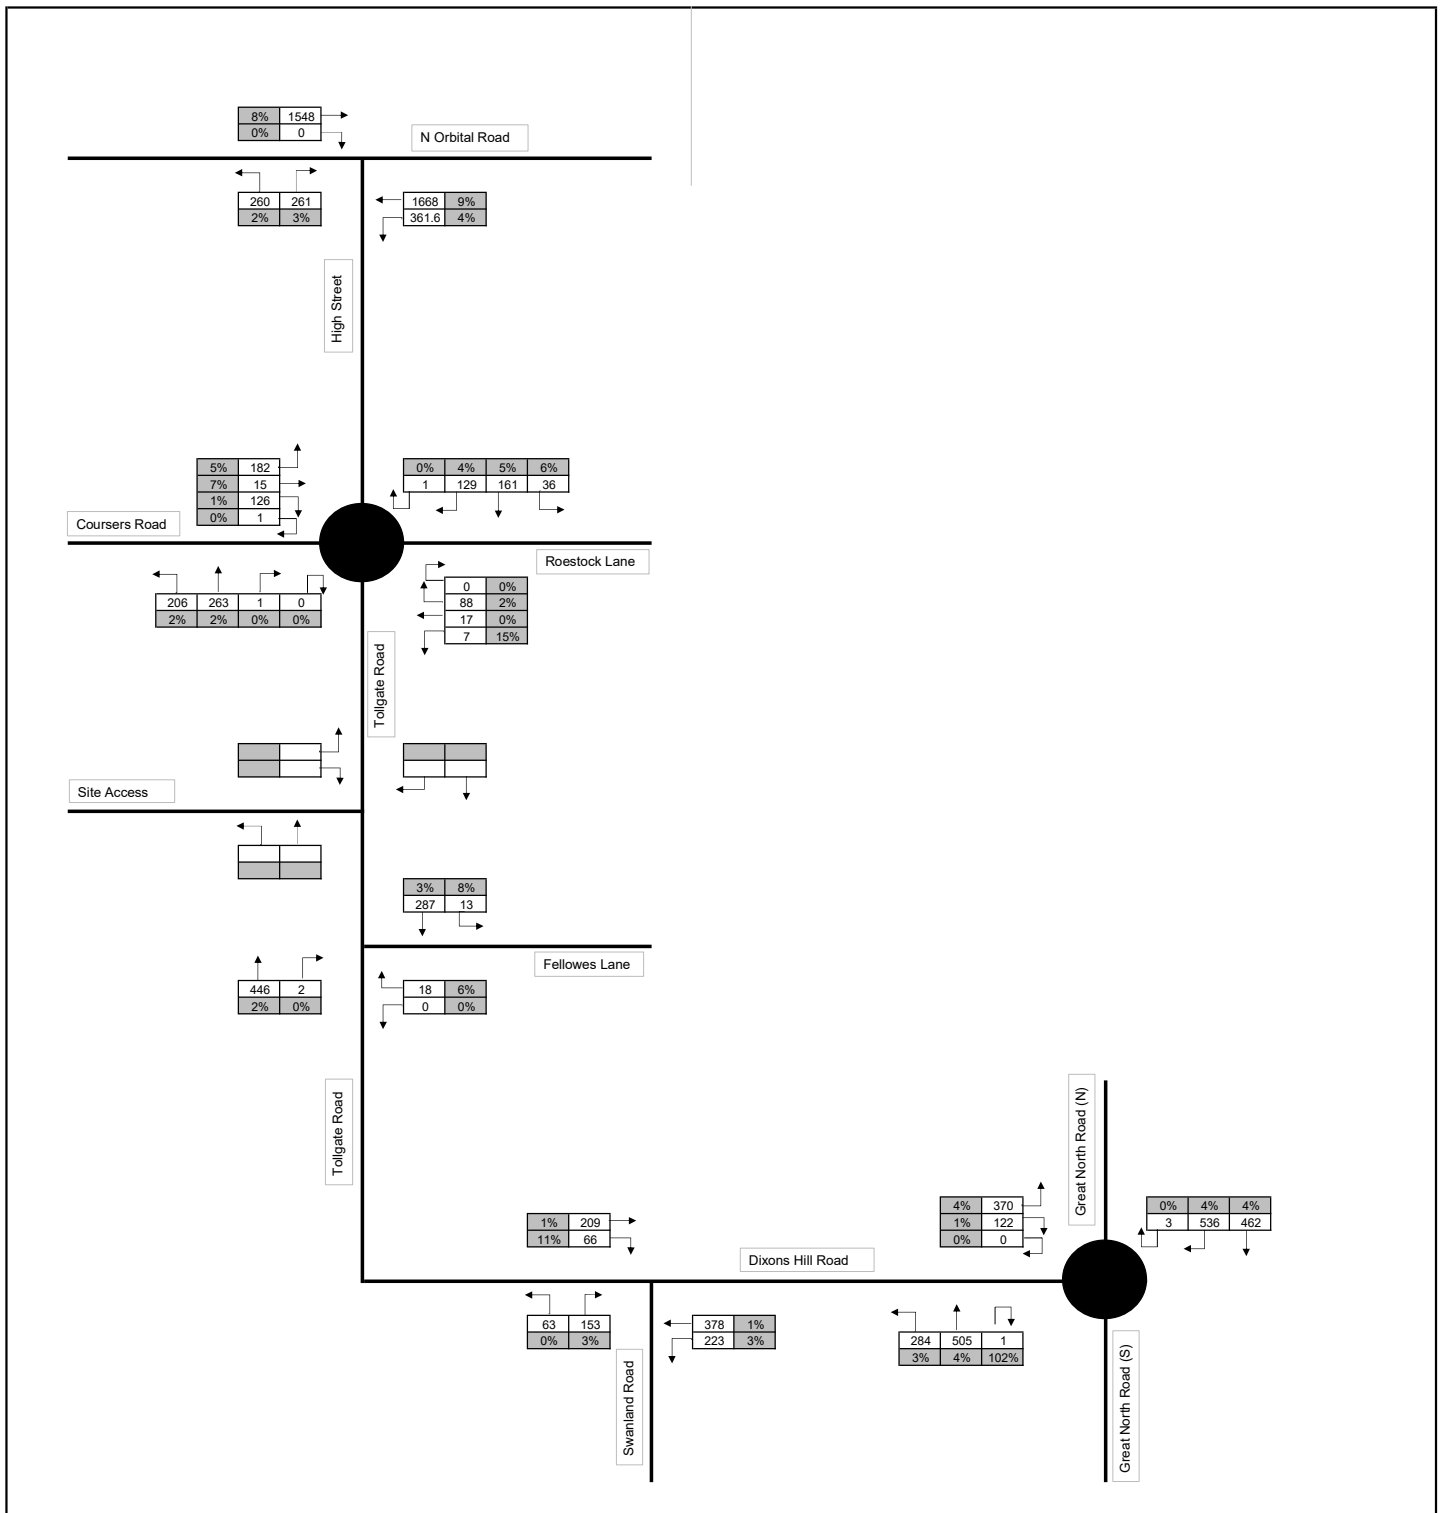 8% 1548
0% 0
N Orbital Road
260 261
2% 3%
1668 9%
361.6 4%
High Street
5% 182
7% 15
1% 126
0% 1
0% 4% 5% 6%
1 129 161 36
Coursers Road
Roestock Lane
206 263 1 0
2% 2% 0% 0%
0 0%
88 2%
17 0%
7 15%
Tollgate Road
Site Access
3% 8%
287 13
Fellowes Lane
446 2
2% 0%
18 6%
0 0%
Tollgate Road
Great North Road (N)
4% 370
1% 122
0% 0
0% 4% 4%
3 536 462
1% 209
11% 66
Dixons Hill Road
63 153
0% 3%
378 1%
223 3%
284 505 1
3% 4% 102%
Swanland Road
Great North Road (S)